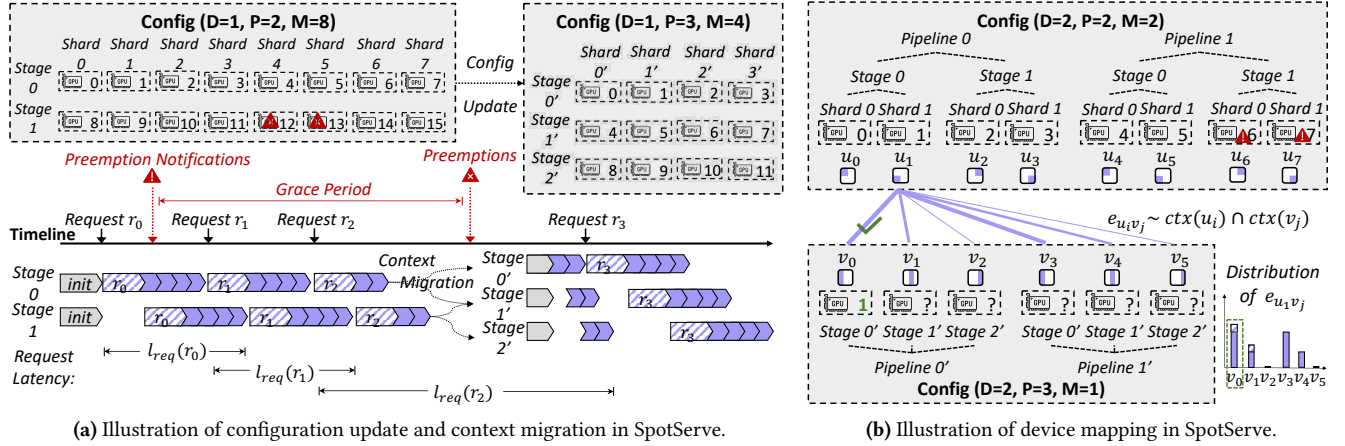 Config (D=1, P=2, M=8)
Shard 0 Shard 1 Shard 2 Shard 3 Shard 4 Shard 5 Shard 6 Shard 7
Stage 0 GPU 0 GPU 1 GPU 2 GPU 3 GPU 4 GPU 5 GPU 6 GPU 7
Stage 1 GPU 8 GPU 9 GPU 10 GPU 11 12 13 GPU 14 GPU 15
Config
Update
Config (D=1, P=3, M=4)
Shard 0' Shard 1' Shard 2' Shard 3'
Stage 0' GPU 0 GPU 1 GPU 2 GPU 3
Stage 1' GPU 4 GPU 5 GPU 6 GPU 7
Stage 2' GPU 8 GPU 9 GPU 10 GPU 11
Preemption Notifications
Preemptions
Grace Period
Request r0 Request r1 Request r2 Request r3
Timeline
Stage 0 init r0 r1 r2
Stage 1 init r0 r1 r2
Context
Migration
Stage 0' r3
Stage 1' r3
Stage 2' r3
Request
Latency:
l_req(r0)
l_req(r1)
l_req(r2)
(a) Illustration of configuration update and context migration in SpotServe.
Config (D=2, P=2, M=2)
Pipeline 0 Pipeline 1
Stage 0 Stage 1 Stage 0 Stage 1
Shard 0 Shard 1 Shard 0 Shard 1 Shard 0 Shard 1 Shard 0 Shard 1
GPU 0 GPU 1 GPU 2 GPU 3 GPU 4 GPU 5 GPU 6 GPU 7
u0 u1 u2 u3 u4 u5 u6 u7
e_{u_i v_j} ~ ctx(u_i) ∩ ctx(v_j)
v0 v1 v2 v3 v4 v5
GPU 1 GPU ? GPU ? GPU ? GPU ? GPU ?
Stage 0' Stage 1' Stage 2' Stage 0' Stage 1' Stage 2'
Pipeline 0' Pipeline 1'
Config (D=2, P=3, M=1)
Distribution
of e_{u_1 v_j}
v0 v1 v2 v3 v4 v5
(b) Illustration of device mapping in SpotServe.